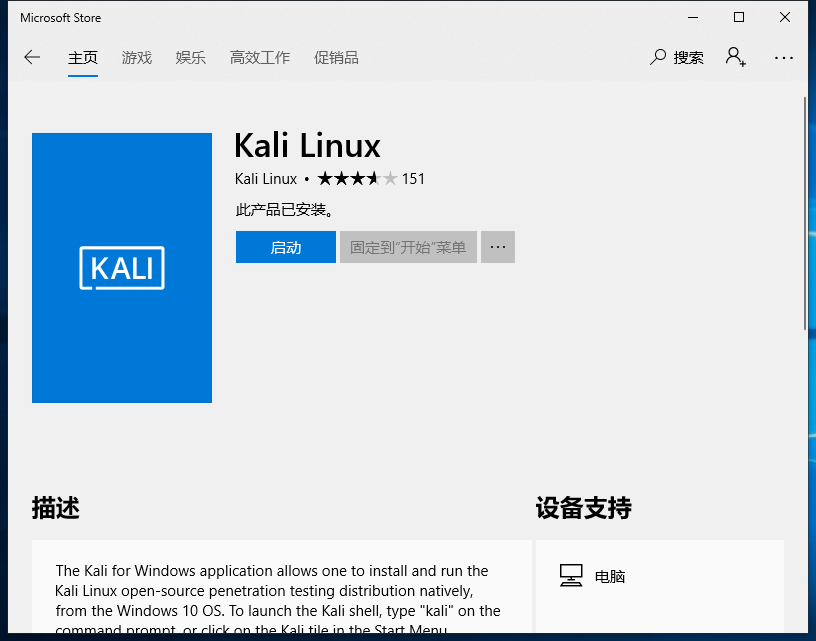 Microsoft Store
主页 游戏 娱乐 高效工作 促销品 搜索
Kali Linux
Kali Linux • 151
此产品已安装。
启动 固定到“开始”菜单 ···
KALI
描述
The Kali for Windows application allows one to install and run the
Kali Linux open-source penetration testing distribution natively,
from the Windows 10 OS. To launch the Kali shell, type "kali" on the
command prompt, or click on the Kali tile in the Start Menu.
设备支持
电脑